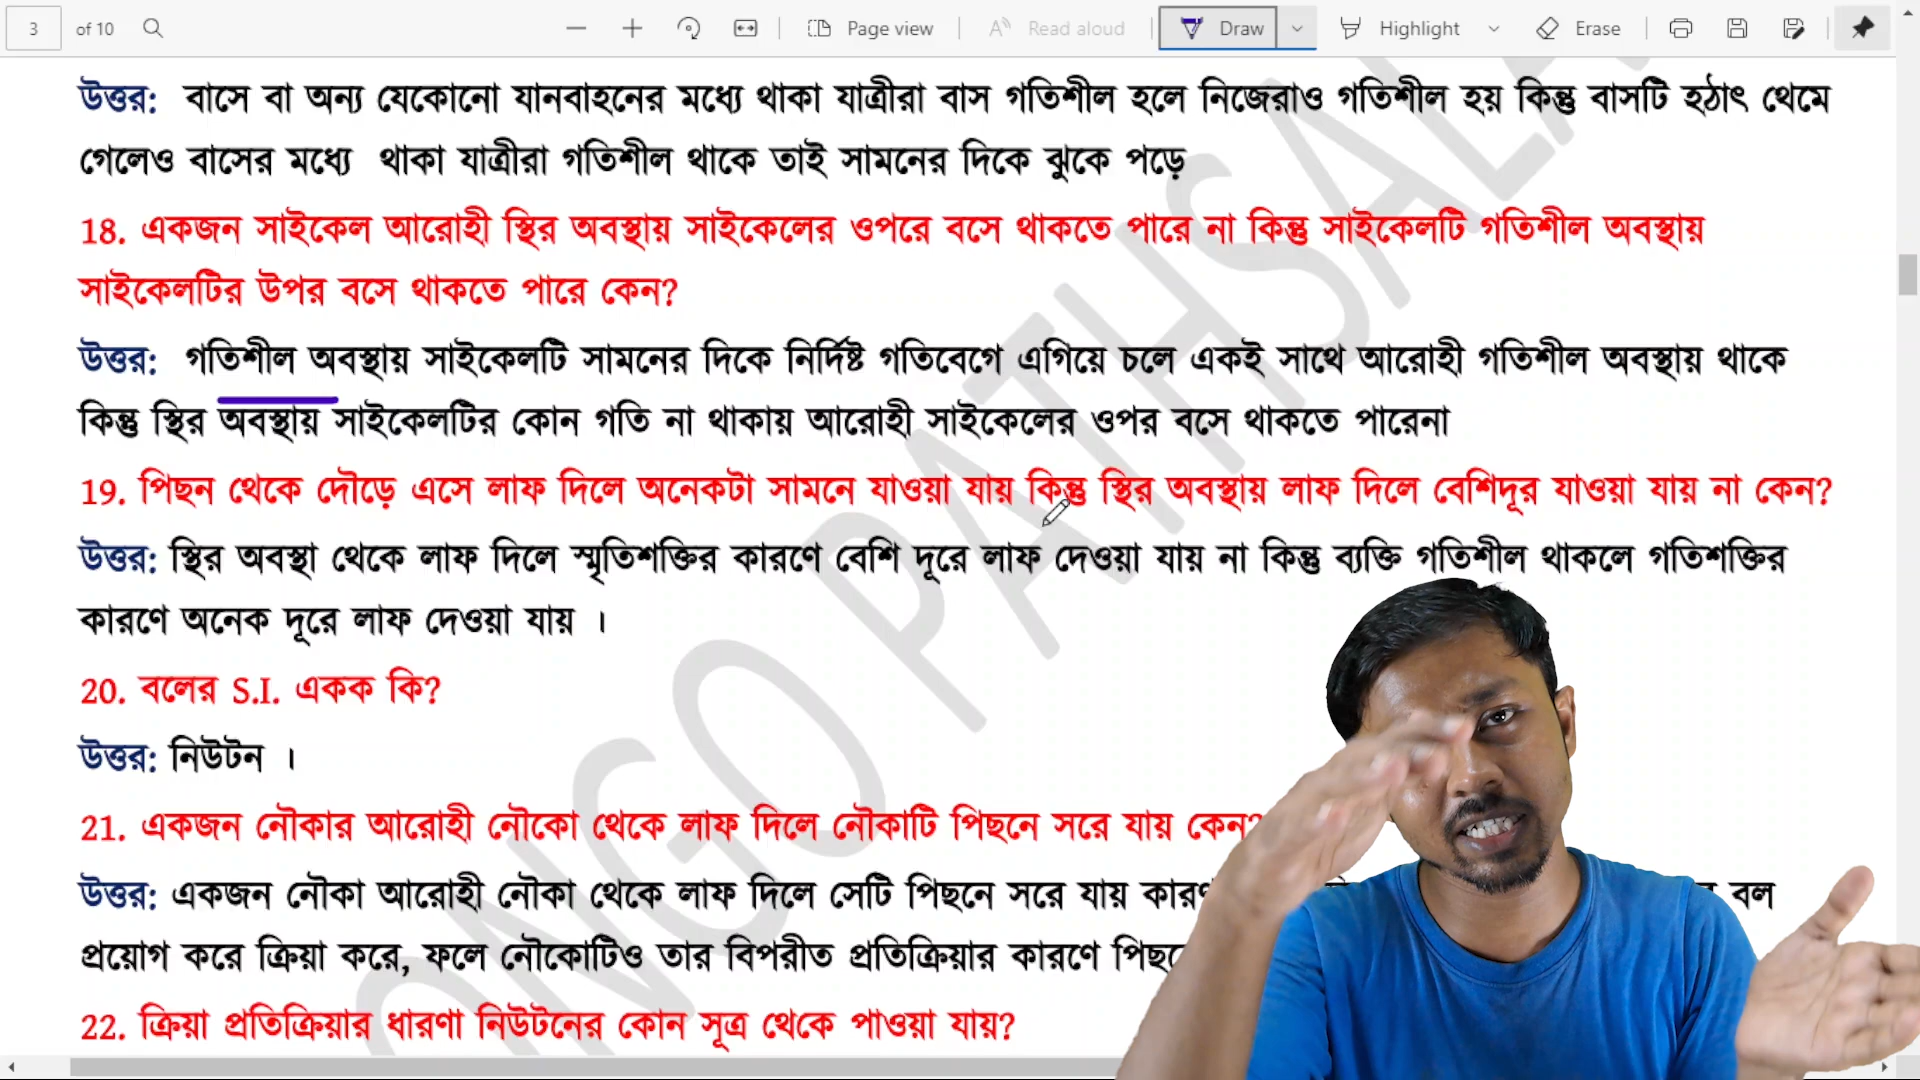 3 of 10 Page view Read aloud Draw Highlight Erase
উত্তর: বাসে বা অন্য যেকোনো যানবাহনের মধ্যে থাকা যাত্রীরা বাস গতিশীল হলে নিজেরাও গতিশীল হয় কিন্তু বাসটি হঠাৎ থেমে
গেলেও বাসের মধ্যে থাকা যাত্রীরা গতিশীল থাকে তাই সামনের দিকে ঝুকে পড়ে
18. একজন সাইকেল আরোহী স্থির অবস্থায় সাইকেলের ওপরে বসে থাকতে পারে না কিন্তু সাইকেলটি গতিশীল অবস্থায়
সাইকেলটির উপর বসে থাকতে পারে কেন?
উত্তর: গতিশীল অবস্থায় সাইকেলটি সামনের দিকে নির্দিষ্ট গতিবেগে এগিয়ে চলে একই সাথে আরোহী গতিশীল অবস্থায় থাকে
কিন্তু স্থির অবস্থায় সাইকেলটির কোন গতি না থাকায় আরোহী সাইকেলের ওপর বসে থাকতে পারেনা
19. পিছন থেকে দৌড়ে এসে লাফ দিলে অনেকটা সামনে যাওয়া যায় কিন্তু স্থির অবস্থায় লাফ দিলে বেশিদূর যাওয়া যায় না কেন?
উত্তর: স্থির অবস্থা থেকে লাফ দিলে স্মৃতিশক্তির কারণে বেশি দূরে লাফ দেওয়া যায় না কিন্তু ব্যক্তি গতিশীল থাকলে গতিশক্তির
কারণে অনেক দূরে লাফ দেওয়া যায় ।
20. বলের S.I. একক কি?
উত্তর: নিউটন ।
21. একজন নৌকার আরোহী নৌকো থেকে লাফ দিলে নৌকাটি পিছনে সরে যায় কেন?
উত্তর: একজন নৌকা আরোহী নৌকা থেকে লাফ দিলে সেটি পিছনে সরে যায় বল
প্রয়োগ করে ক্রিয়া করে, ফলে নৌকোটিও তার বিপরীত প্রতিক্রিয়ার কারণে
22. ক্রিয়া প্রতিক্রিয়ার ধারণা নিউটনের কোন সূত্র থেকে পাওয়া যায়?